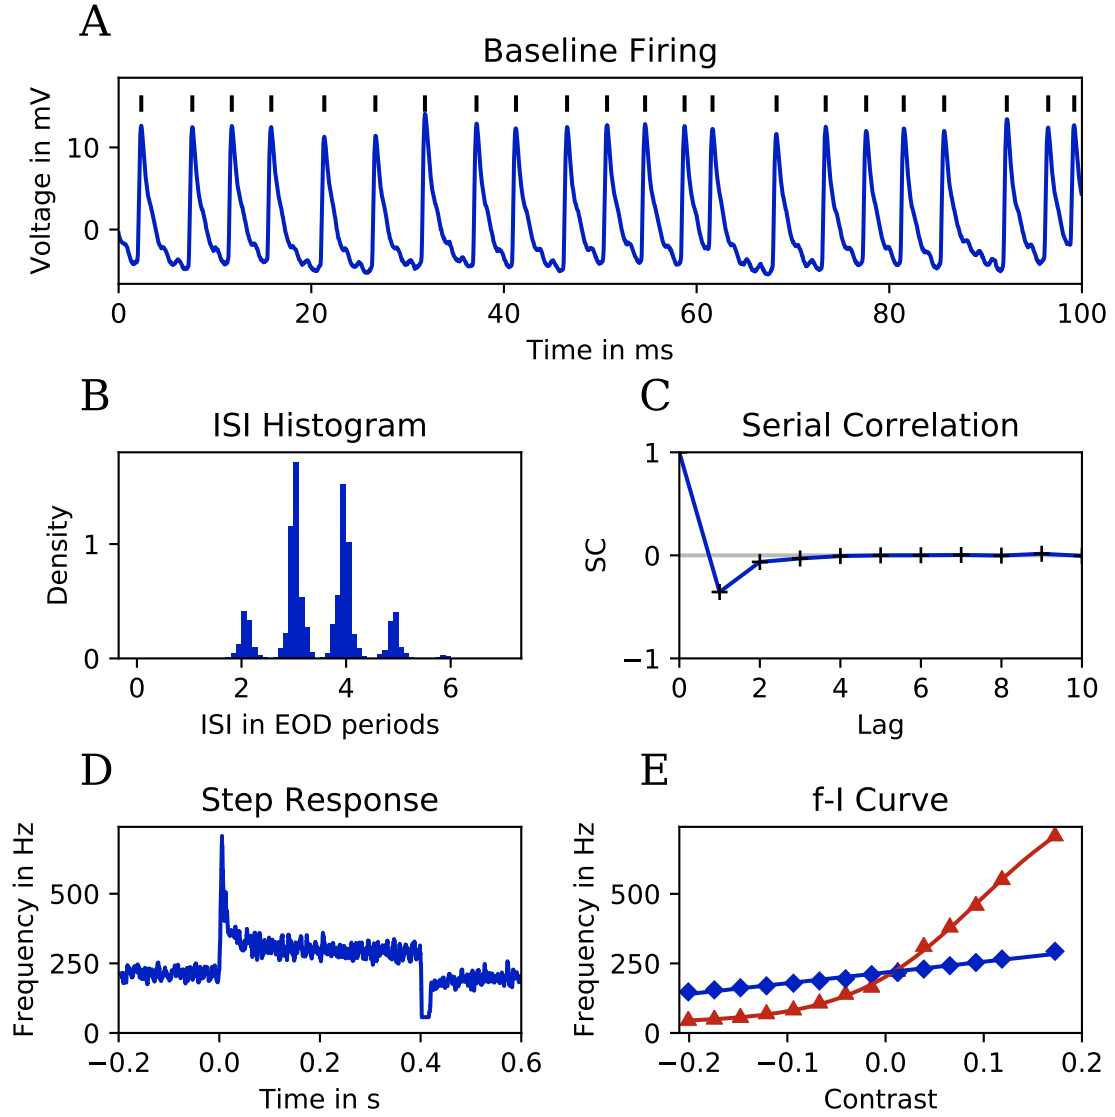 A
Baseline Firing
Voltage in mV
10
0
0 20 40 60 80 100
Time in ms
B
ISI Histogram
Density
1
0
0 2 4 6
ISI in EOD periods
C
Serial Correlation
SC
1
0
−1
0 2 4 6 8 10
Lag
D
Step Response
Frequency in Hz
500
250
0
−0.2 0.0 0.2 0.4 0.6
Time in s
E
f-I Curve
Frequency in Hz
500
250
0
−0.2 −0.1 0.0 0.1 0.2
Contrast